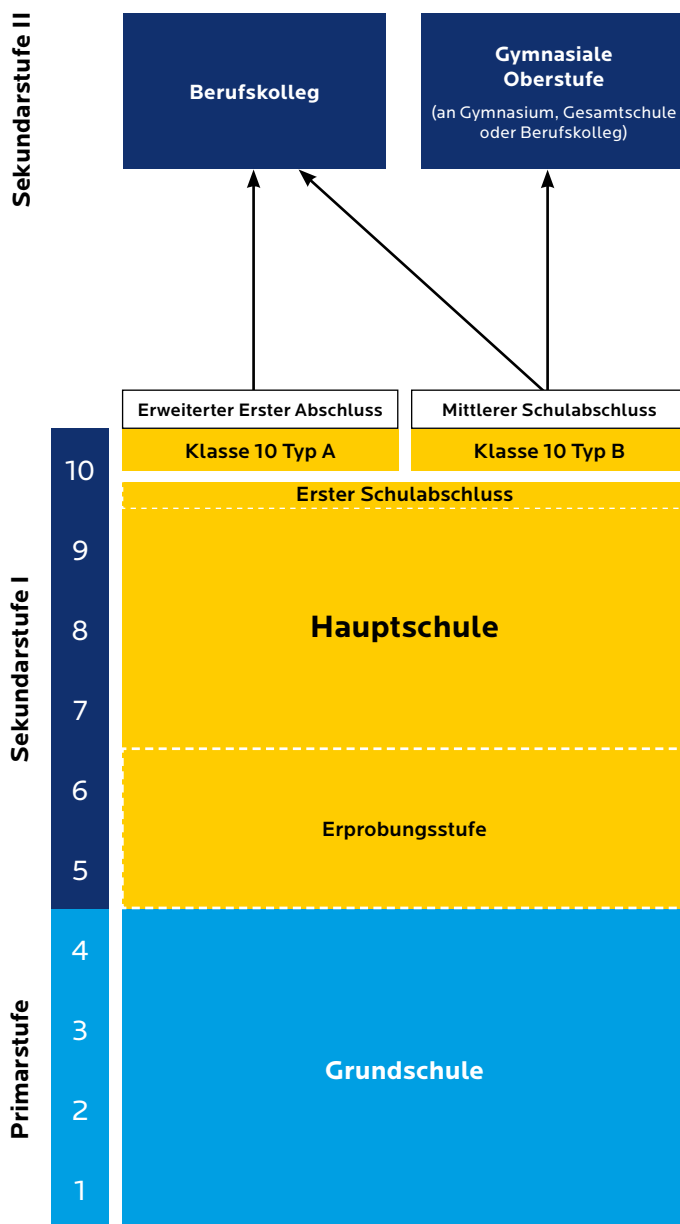 Sekundarstufe II
Berufskolleg
Gymnasiale
Oberstufe
(an Gymnasium, Gesamtschule
oder Berufskolleg)
Erweiterter Erster Abschluss
Mittlerer Schulabschluss
Klasse 10 Typ A
Klasse 10 Typ B
Sekundarstufe I
10
Erster Schulabschluss
9
8
Hauptschule
7
6
Erprobungsstufe
5
Primarstufe
4
3
Grundschule
2
1